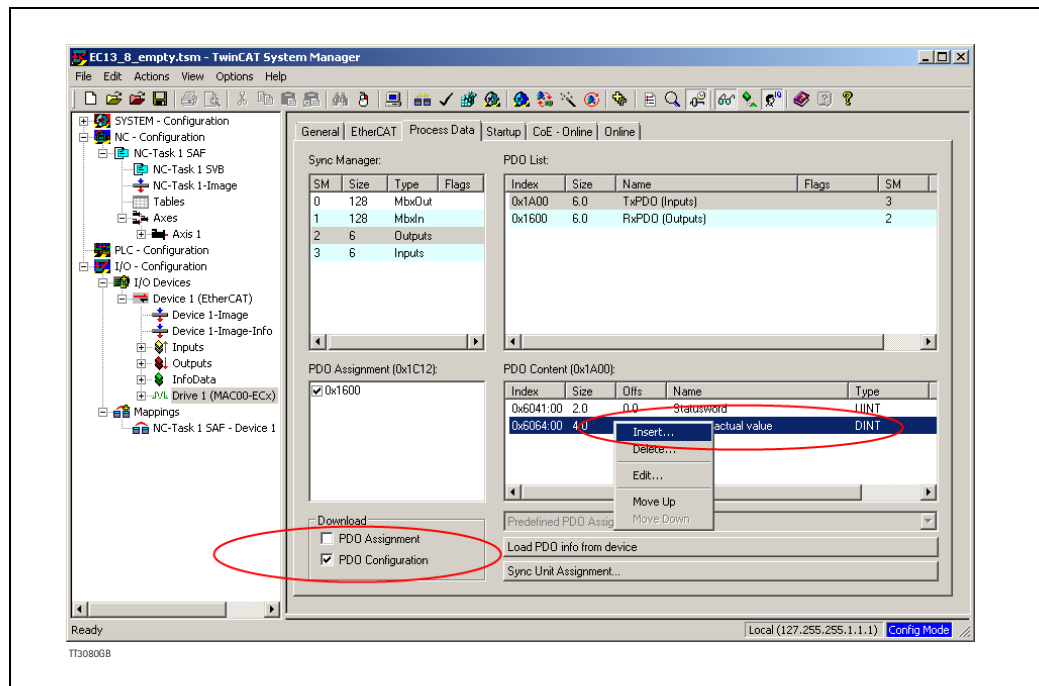 EC13_8_empty.tsm - TwinCAT System Manager
File Edit Actions View Options Help
SYSTEM - Configuration
NC - Configuration
NC-Task 1 SAF
NC-Task 1 SVB
NC-Task 1-Image
Tables
Axes
Axis 1
PLC - Configuration
I/O - Configuration
I/O Devices
Device 1 (EtherCAT)
Device 1-Image
Device 1-Image-Info
Inputs
Outputs
InfoData
Drive 1 (MAC00-ECx)
Mappings
NC-Task 1 SAF - Device 1
General EtherCAT Process Data Startup CoE - Online Online
Sync Manager:
SM Size Type Flags
0 128 MbxOut
1 128 MbxIn
2 6 Outputs
3 6 Inputs
PDO List:
Index Size Name Flags SM
0x1A00 6.0 TxPDO (Inputs) 3
0x1600 6.0 RxPDO (Outputs) 2
PDO Assignment (0x1C12):
0x1600
PDO Content (0x1A00):
Index Size Offs Name Type
0x6041:00 2.0 0.0 Statusword UINT
0x6064:00 4.0 actual value DINT
Insert...
Delete...
Edit...
Move Up
Move Down
Download
PDO Assignment
PDO Configuration
Predefined PDO Assig
Load PDO info from device
Sync Unit Assignment...
Ready
Local (127.255.255.1.1.1) Config Mode
TT3080GB